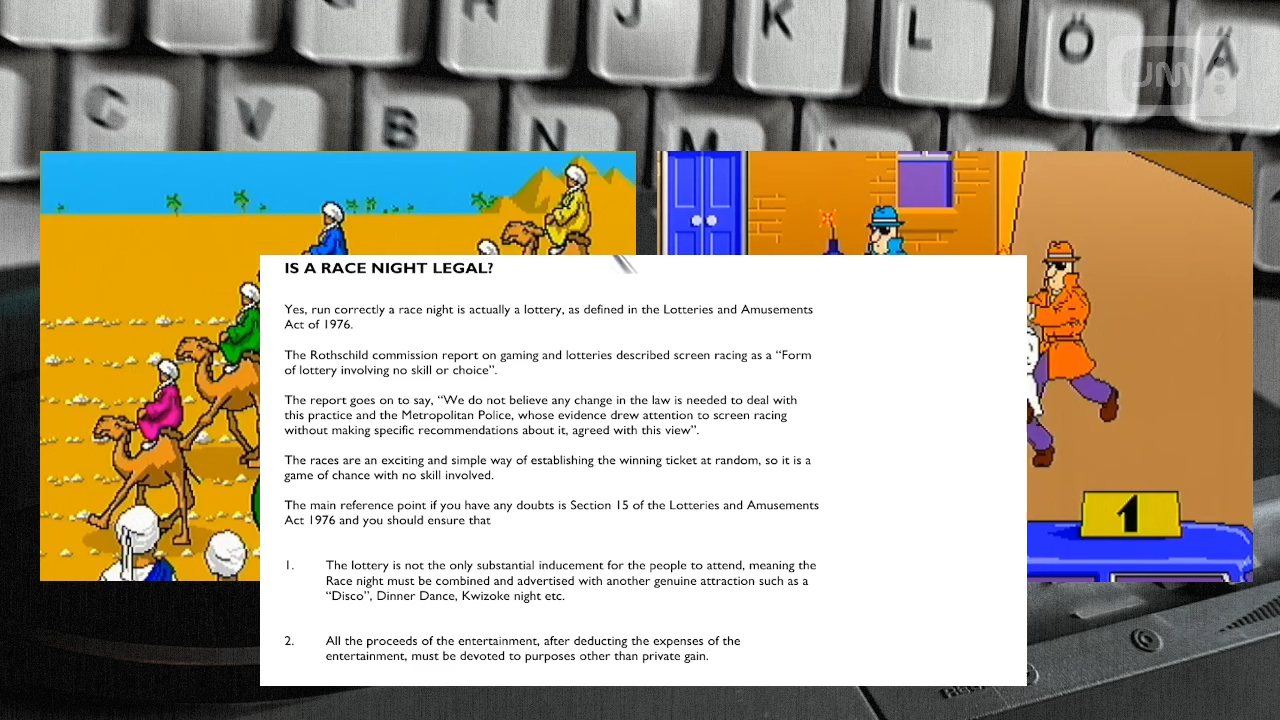 G H J K L Ö Ä
G V B N M
JMV
IS A RACE NIGHT LEGAL?
Yes, run correctly a race night is actually a lottery, as defined in the Lotteries and Amusements
Act of 1976.
The Rothschild commission report on gaming and lotteries described screen racing as a “Form
of lottery involving no skill or choice”.
The report goes on to say, “We do not believe any change in the law is needed to deal with
this practice and the Metropolitan Police, whose evidence drew attention to screen racing
without making specific recommendations about it, agreed with this view”.
The races are an exciting and simple way of establishing the winning ticket at random, so it is a
game of chance with no skill involved.
The main reference point if you have any doubts is Section 15 of the Lotteries and Amusements
Act 1976 and you should ensure that
1. The lottery is not the only substantial inducement for the people to attend, meaning the
Race night must be combined and advertised with another genuine attraction such as a
“Disco”, Dinner Dance, Kwizoke night etc.
1
2. All the proceeds of the entertainment, after deducting the expenses of the
entertainment, must be devoted to purposes other than private gain.